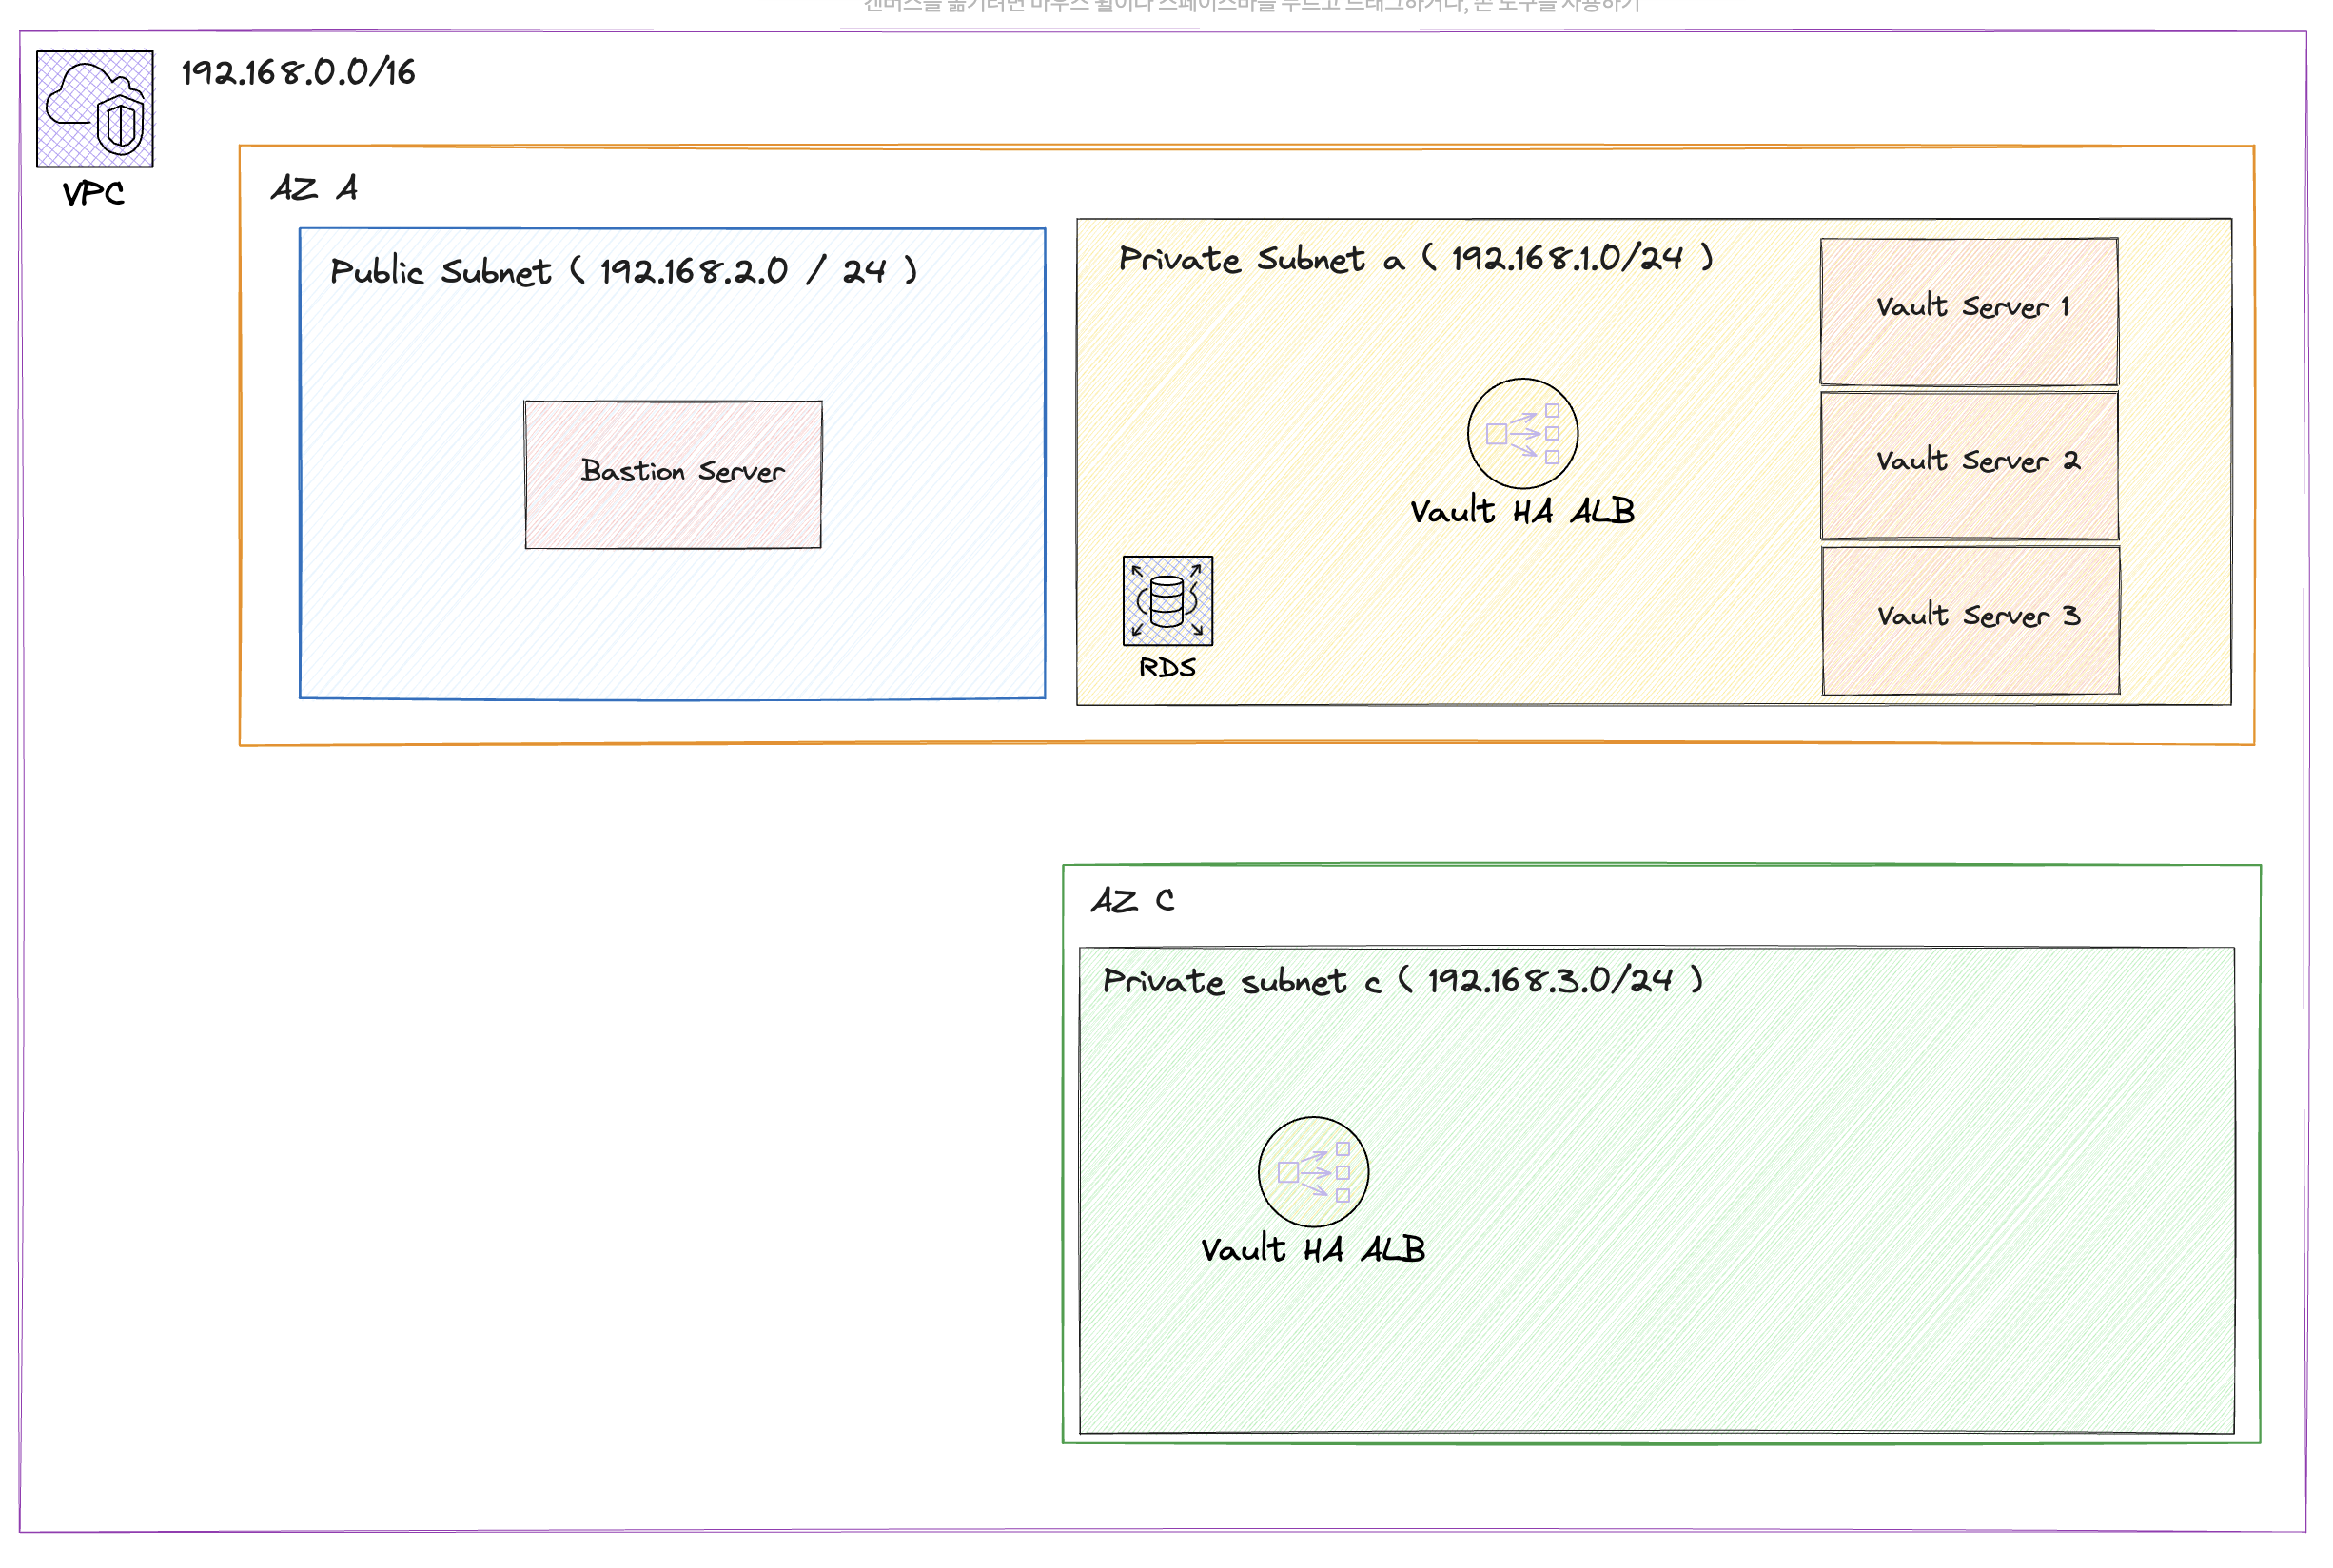 캔버스를 옮기려면 마우스 휠이나 스페이스바를 누르고 드래그하거나, 손 도구를 사용하기
192.168.0.0/16
VPC
AZ A
Public Subnet ( 192.168.2.0 / 24 )
Bastion Server
Private Subnet a ( 192.168.1.0/24 )
Vault Server 1
Vault Server 2
Vault HA ALB
Vault Server 3
RDS
AZ C
Private subnet c ( 192.168.3.0/24 )
Vault HA ALB